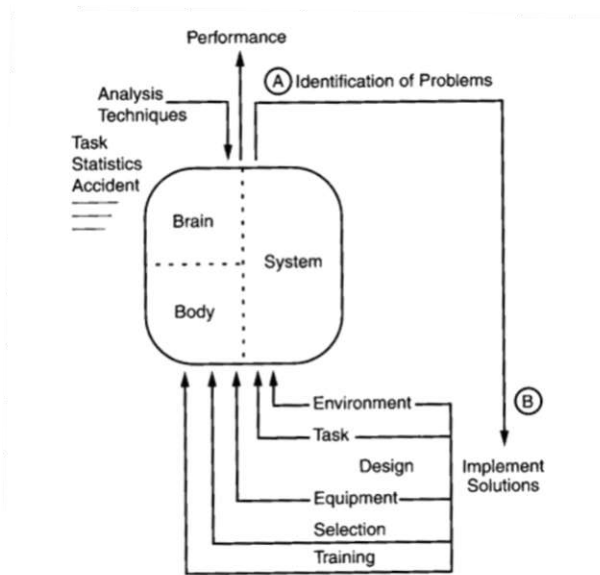 Performance
A Identification of Problems
Analysis
Techniques
Task
Statistics
Accident
Brain
System
Body
Environment
B
Task
Design
Implement
Solutions
Equipment
Selection
Training